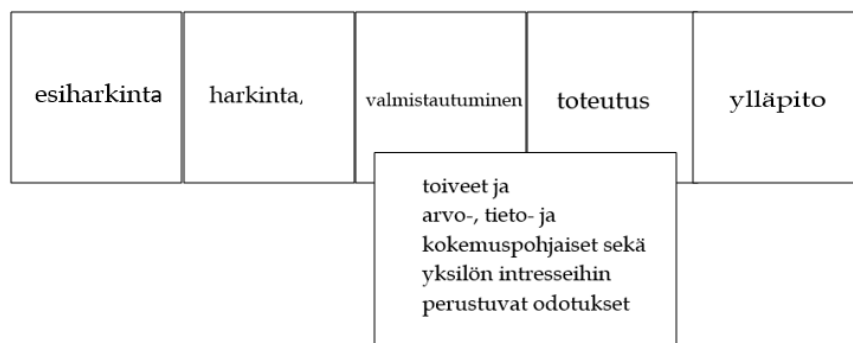 esiharkinta
harkinta,
valmistautuminen
toteutus
ylläpito
toiveet ja
arvo-, tieto- ja
kokemuspohjaiset sekä
yksilön intresseihin
perustuvat odotukset